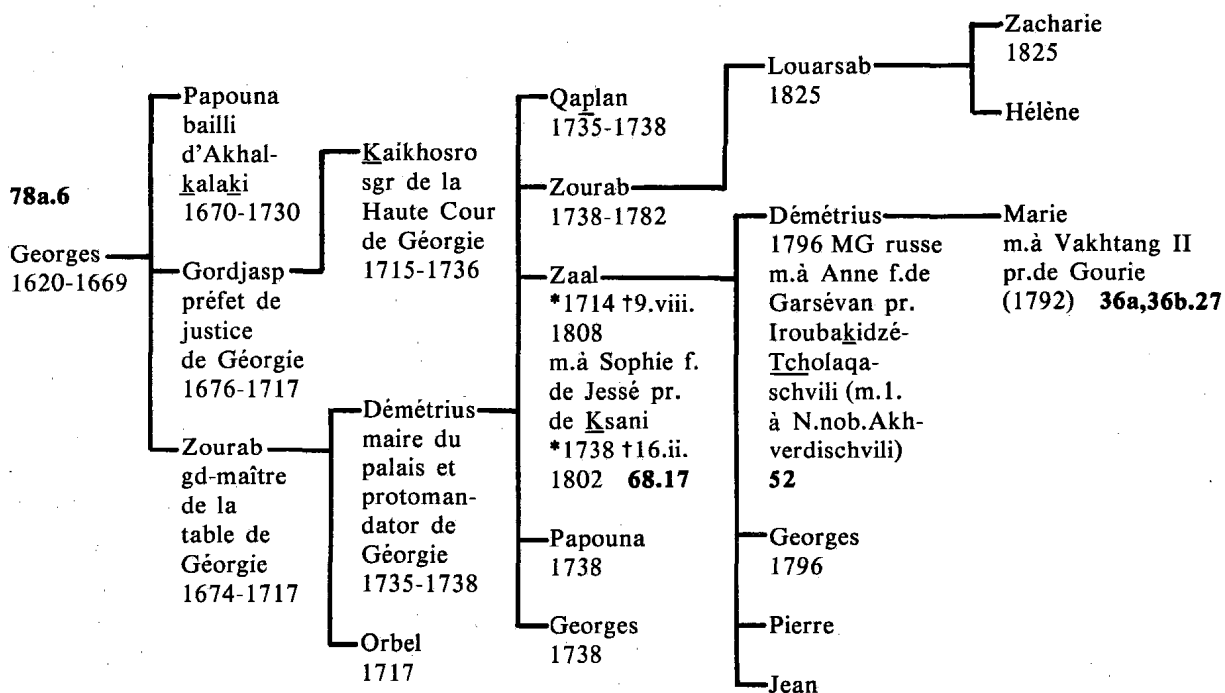 78a.6
Georges
1620-1669
Papouna
bailli
d'Akhal-
kalaki
1670-1730
Gordjasp
préfet de
justice
de Géorgie
1676-1717
Zourab
gd-maître
de la
table de
Géorgie
1674-1717
Kaikhosro
sgr de la
Haute Cour
de Géorgie
1715-1736
Démétrius
maire du
palais et
protoman-
dator de
Géorgie
1735-1738
Orbel
1717
Qaplan
1735-1738
Zourab
1738-1782
Zaal
*1714 †9.viii.
1808
m.à Sophie f.
de Jessé pr.
de Ksani
*1738 †16.ii.
1802 68.17
Papouna
1738
Georges
1738
Louarsab
1825
Démétrius
1796 MG russe
m.à Anne f.de
Garsévan pr.
Iroubakidzé-
Tcholaqa-
schvili (m.1.
à N.nob.Akh-
verdischvili)
52
Georges
1796
Pierre
Jean
Zacharie
1825
Hélène
Marie
m.à Vakhtang II
pr.de Gourie
(1792) 36a,36b.27